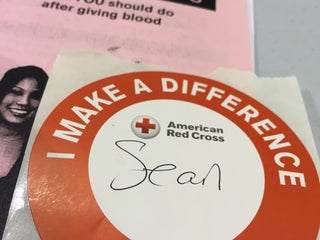 YOU should do
after giving blood
I MAKE A DIFFERENCE
American
Red Cross
Sean